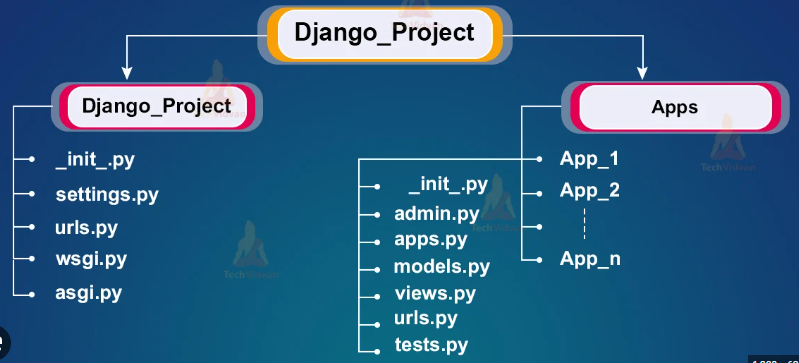 Django_Project
Django_Project
_init_.py
settings.py
urls.py
wsgi.py
asgi.py
Apps
App_1
App_2
App_n
_init_.py
admin.py
apps.py
models.py
views.py
urls.py
tests.py
TechVidvan
TechVidvan
TechVidvan